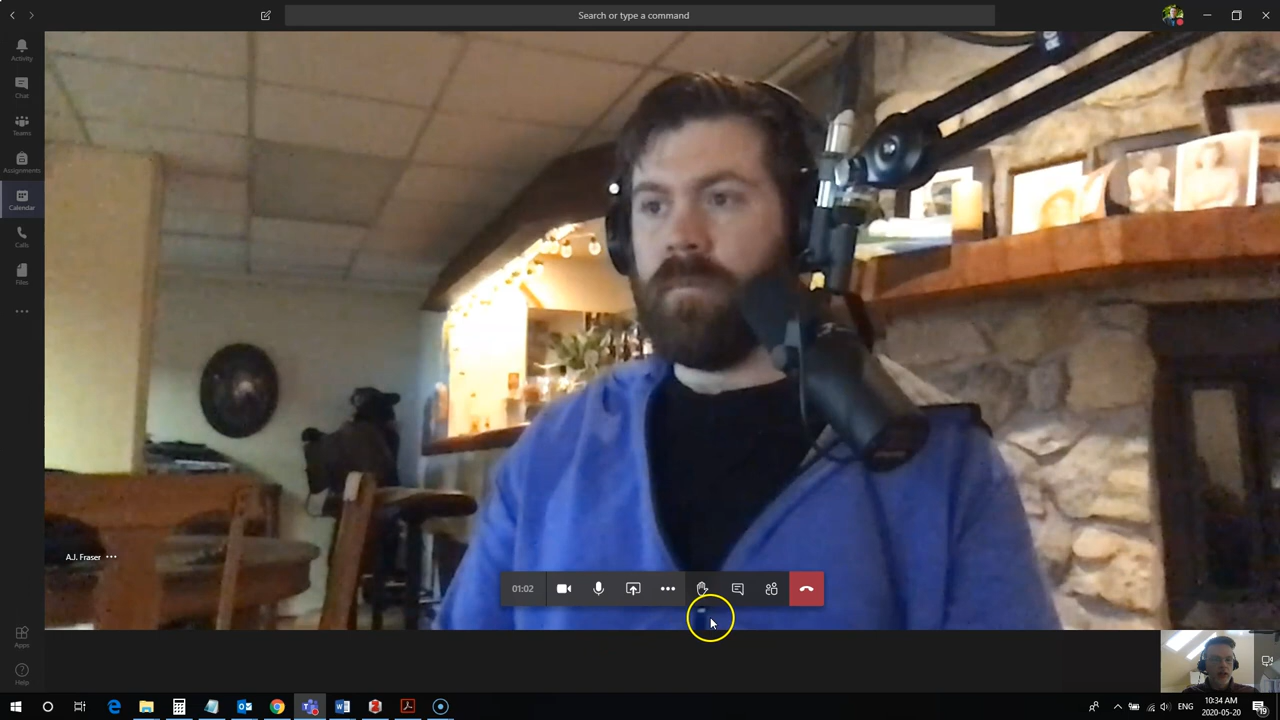 Search or type a command
Activity
Chat
Teams
Assignments
Calendar
Calls
Files
A.J. Fraser
01:02
Apps
Help
ENG
10:34 AM
2020-05-20
19